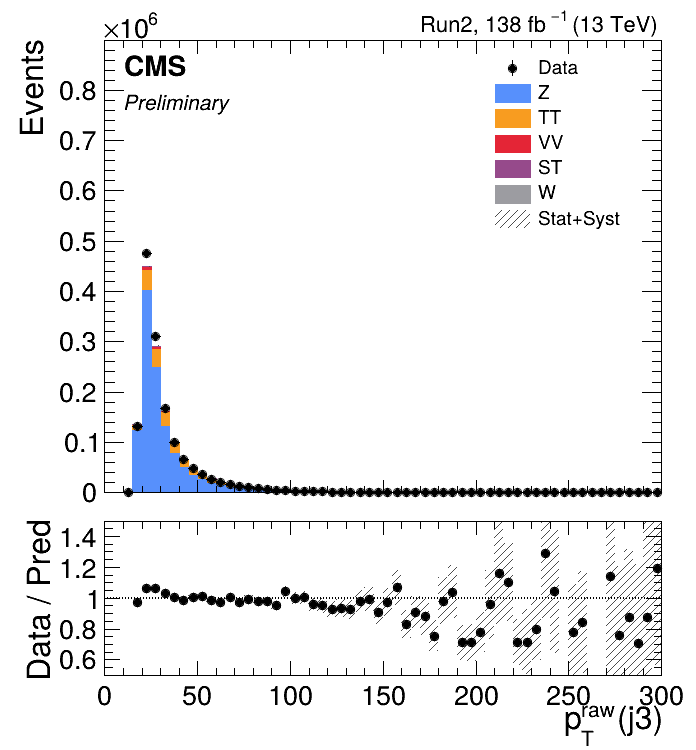 ×10⁶
Run2, 138 fb⁻¹ (13 TeV)
CMS
Preliminary
Events
Data
Z
TT
VV
ST
W
Stat+Syst
0.8
0.7
0.6
0.5
0.4
0.3
0.2
0.1
0
Data / Pred
1.4
1.2
1
0.8
0.6
0 50 100 150 200 250 300
p_T^raw(j3)